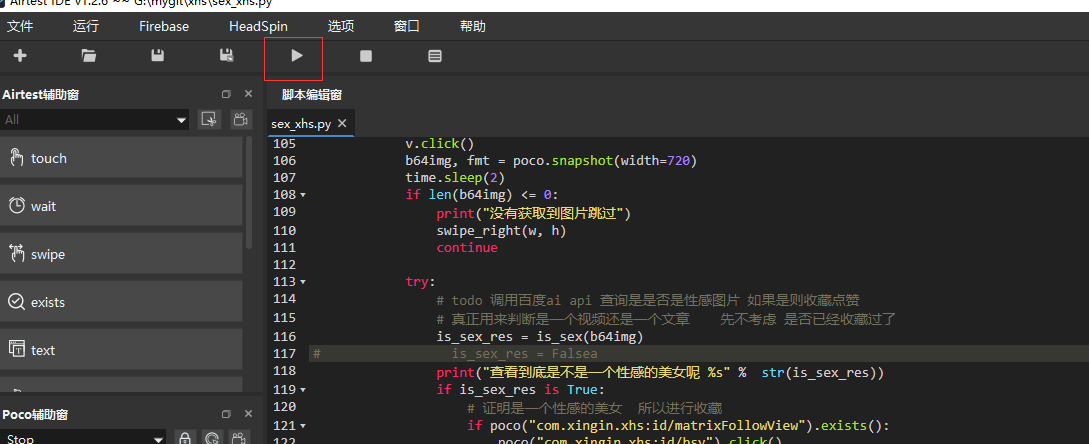 Airtest IDE v1.2.6 ~~ G:\mygit\xhs\sex_xhs.py
文件 运行 Firebase HeadSpin 选项 窗口 帮助
Airtest辅助窗
All
touch
wait
swipe
exists
text
Poco辅助窗
Stop
脚本编辑窗
sex_xhs.py
105 v.click()
106 b64img, fmt = poco.snapshot(width=720)
107 time.sleep(2)
108 if len(b64img) <= 0:
109 print("没有获取到图片跳过")
110 swipe_right(w, h)
111 continue
112
113 try:
114 # todo 调用百度ai api 查询是是否是性感图片 如果是则收藏点赞
115 # 真正用来判断是一个视频还是一个文章 先不考虑 是否已经收藏过了
116 is_sex_res = is_sex(b64img)
117 # is_sex_res = Falsea
118 print("查看到底是不是一个性感的美女呢 %s" % str(is_sex_res))
119 if is_sex_res is True:
120 # 证明是一个性感的美女 所以进行收藏
121 if poco("com.xingin.xhs:id/matrixFollowView").exists():
122 poco("com.xingin.xhs:id/hsv").click()